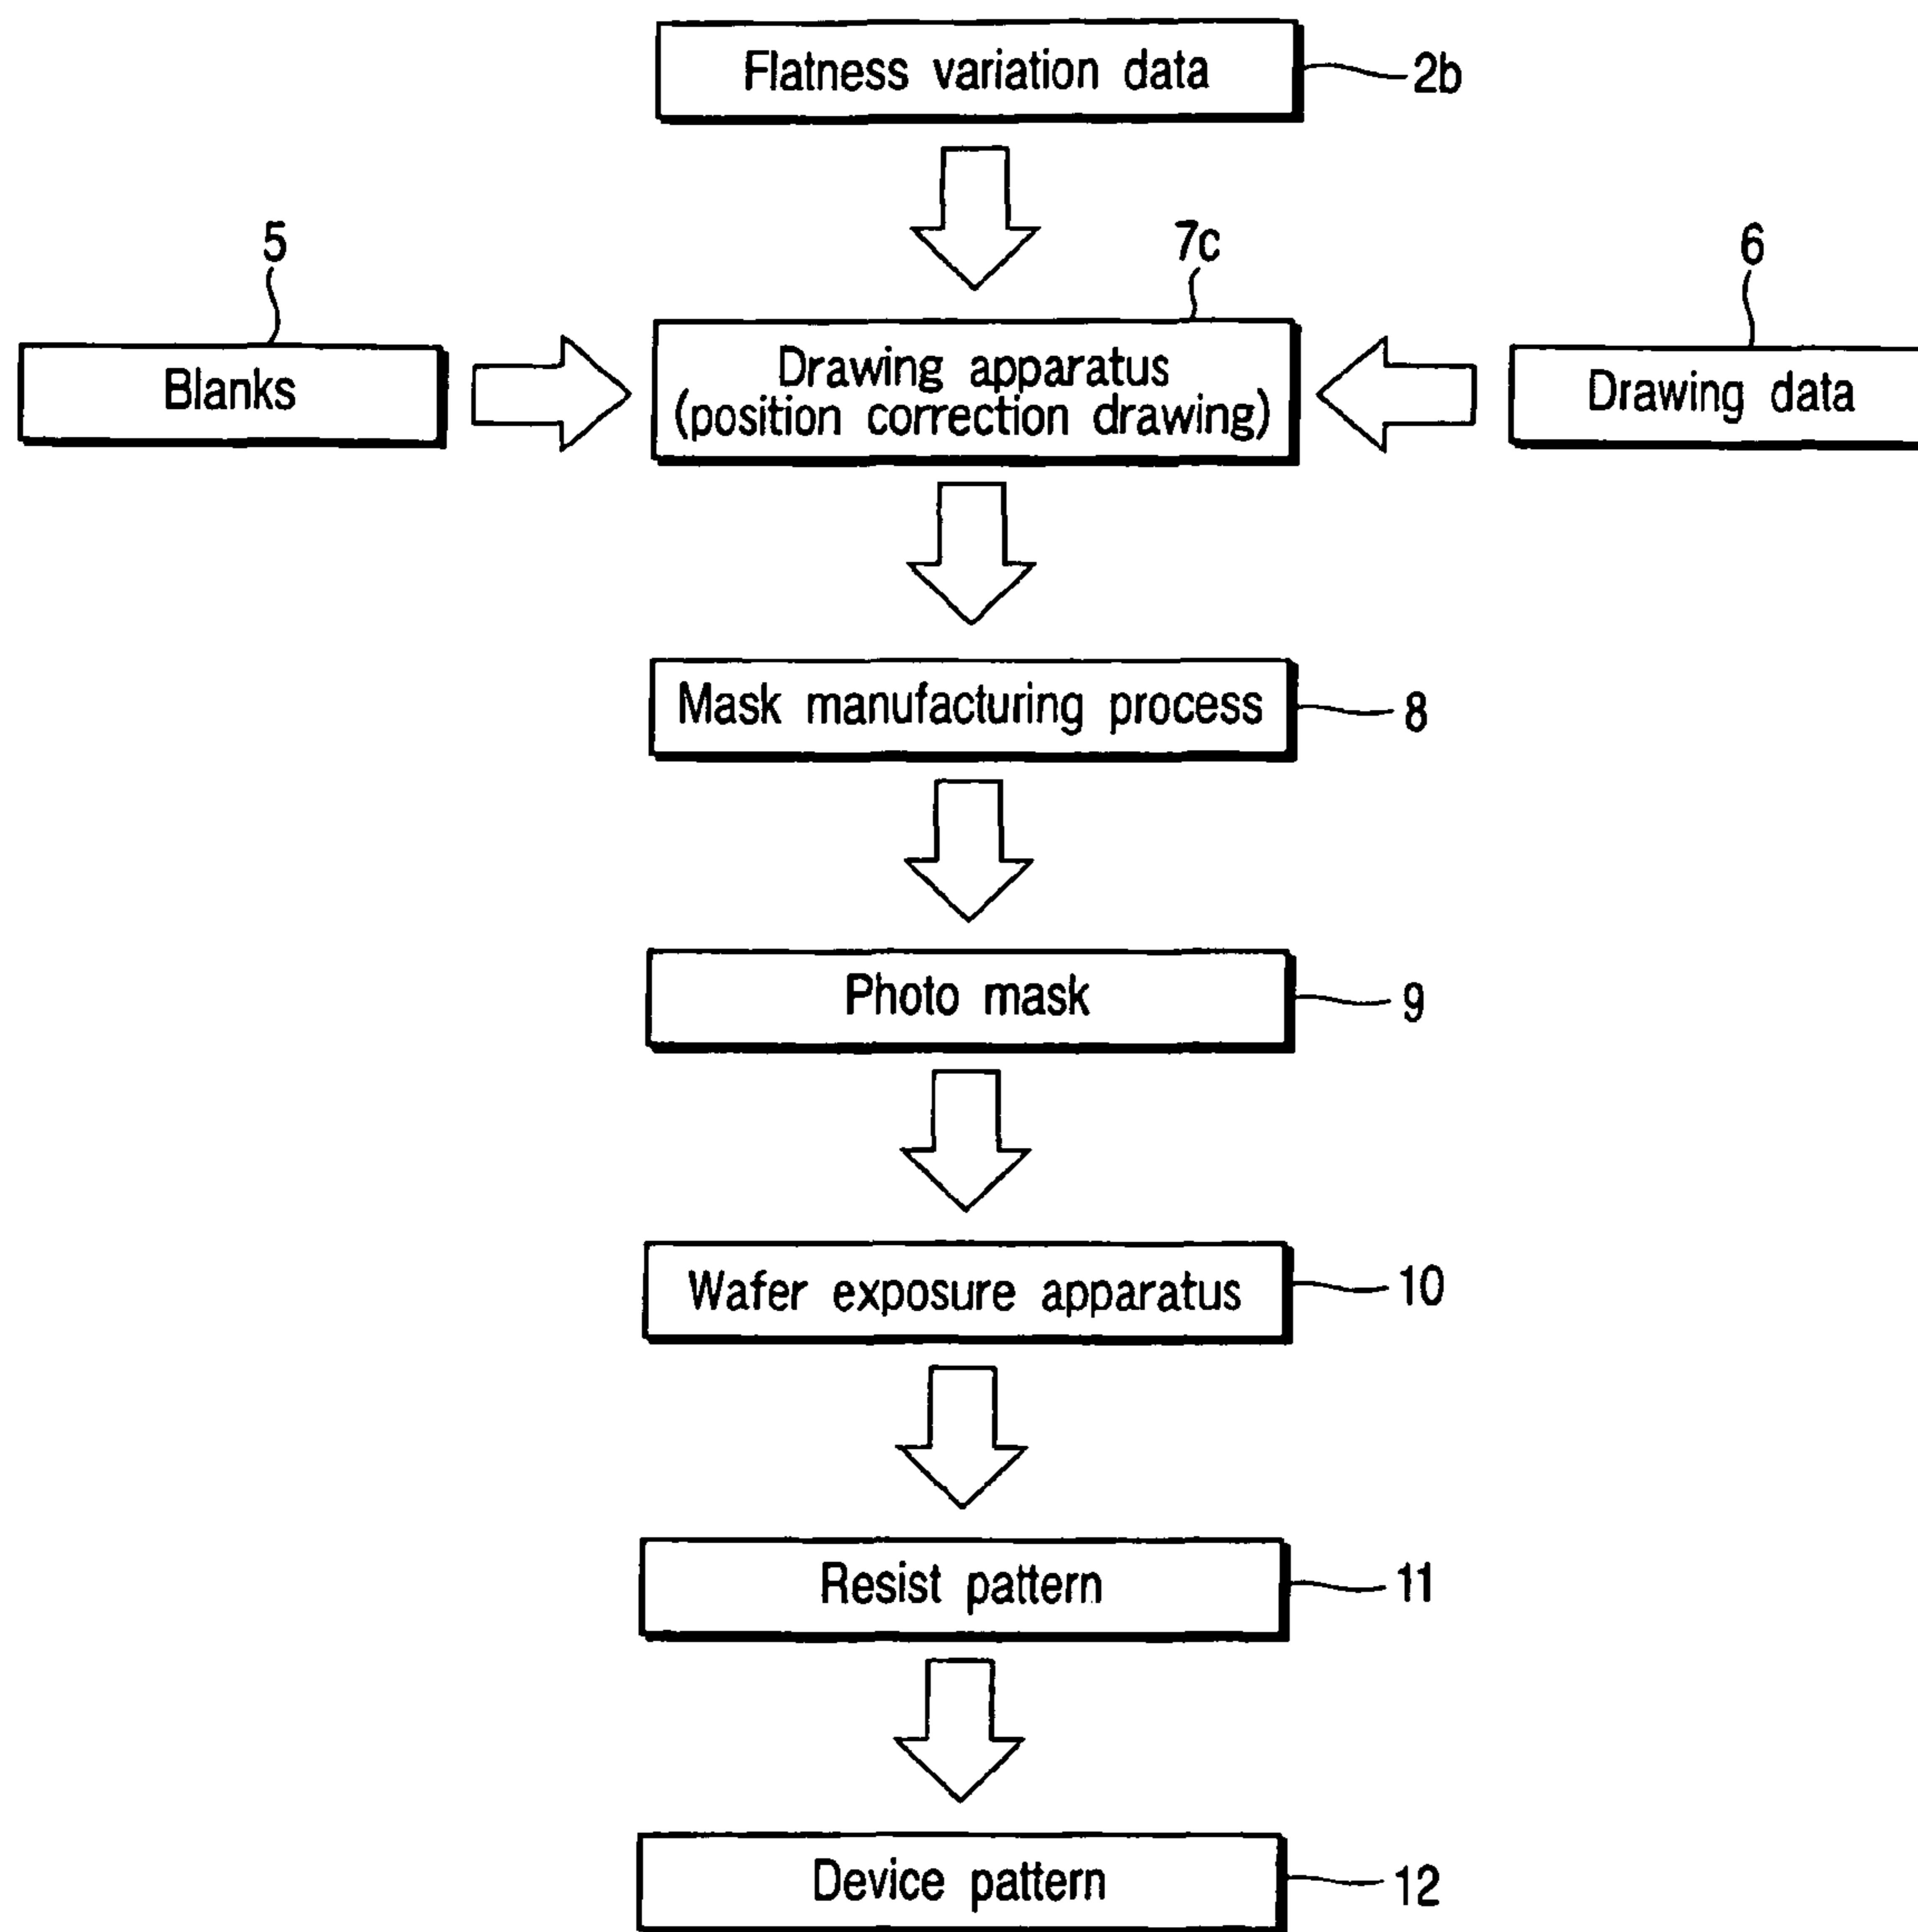 Flatness variation data
2b
5
7c
6
Blanks
Drawing apparatus
(position correction drawing)
Drawing data
Mask manufacturing process
8
Photo mask
9
Wafer exposure apparatus
10
Resist pattern
11
Device pattern
12